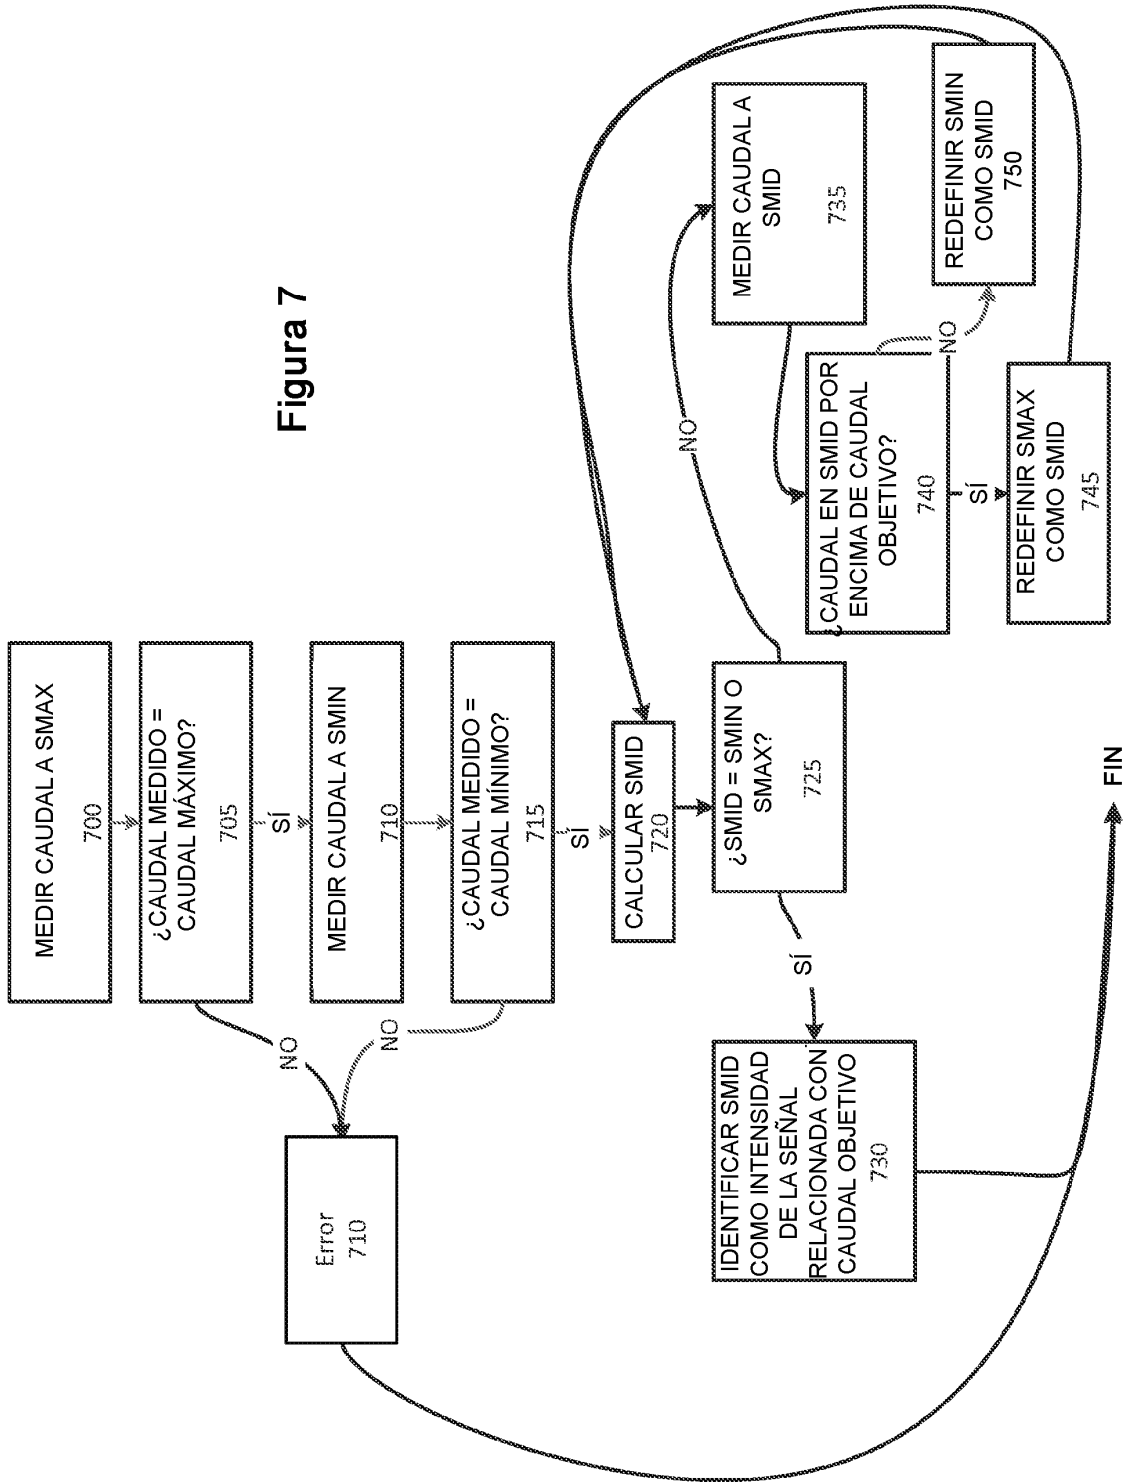 Figura 7
MEDIR CAUDAL A SMAX
700
¿CAUDAL MEDIDO =
CAUDAL MÁXIMO?
705
SÍ
NO
MEDIR CAUDAL A SMIN
710
¿CAUDAL MEDIDO =
CAUDAL MÍNIMO?
715
NO
SÍ
Error
710
CALCULAR SMID
720
¿SMID = SMIN O
SMAX?
725
SÍ
NO
IDENTIFICAR SMID
COMO INTENSIDAD
DE LA SEÑAL
RELACIONADA CON
CAUDAL OBJETIVO
730
MEDIR CAUDAL A
SMID
735
¿CAUDAL EN SMID POR
ENCIMA DE CAUDAL
OBJETIVO?
740
NO
SÍ
REDEFINIR SMAX
COMO SMID
745
REDEFINIR SMIN
COMO SMID
750
FIN